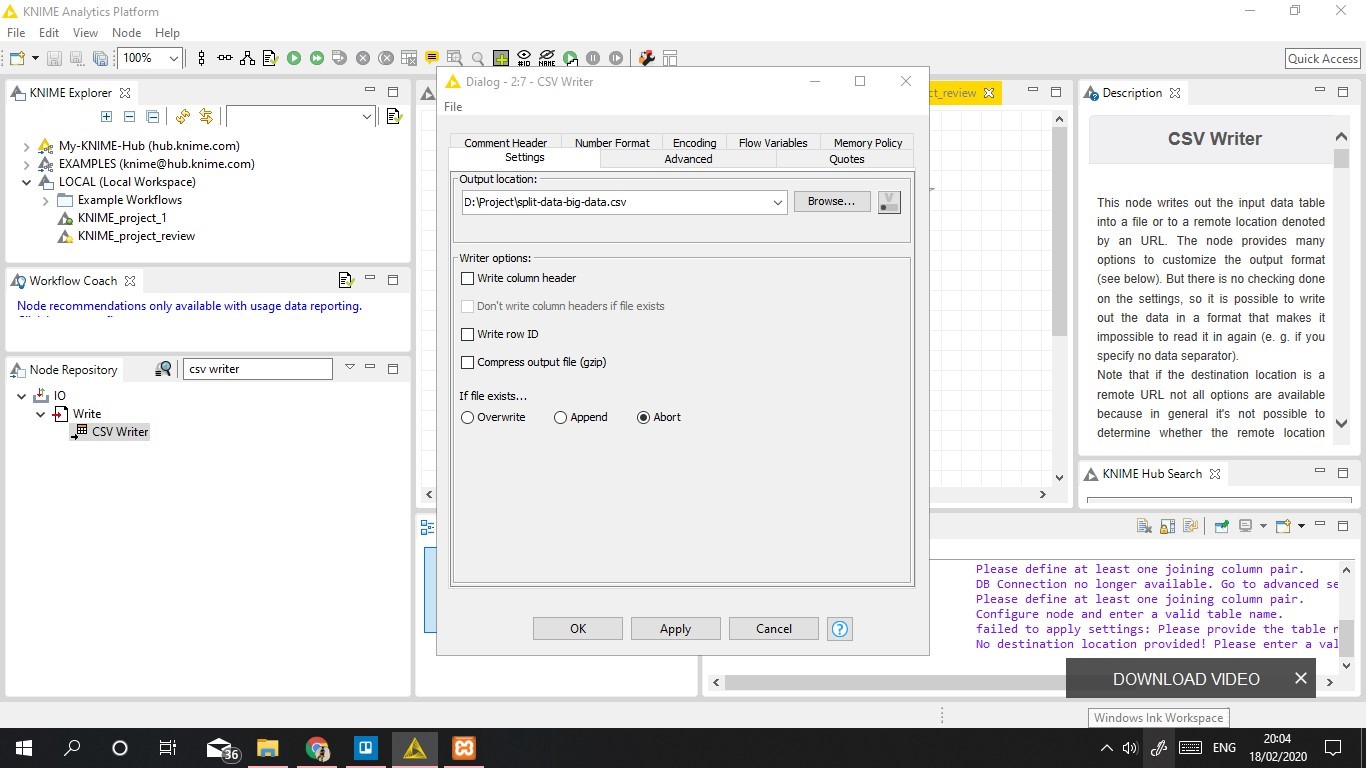 KNIME Analytics Platform
File Edit View Node Help
100%
#ID
NAME
Quick Access
KNIME Explorer
My-KNIME-Hub (hub.knime.com)
EXAMPLES (knime@hub.knime.com)
LOCAL (Local Workspace)
Example Workflows
KNIME_project_1
KNIME_project_review
Workflow Coach
Node recommendations only available with usage data reporting.
Node Repository
csv writer
IO
Write
CSV Writer
Dialog - 2:7 - CSV Writer
File
Comment Header Number Format Encoding Flow Variables Memory Policy
Settings Advanced Quotes
Output location:
D:\Project\split-data-big-data.csv
Browse...
V
Writer options:
Write column header
Don't write column headers if file exists
Write row ID
Compress output file (gzip)
If file exists...
Overwrite Append Abort
OK Apply Cancel ?
ct_review
Description
CSV Writer
This node writes out the input data table
into a file or to a remote location denoted
by an URL. The node provides many
options to customize the output format
(see below). But there is no checking done
on the settings, so it is possible to write
out the data in a format that makes it
impossible to read it in again (e. g. if you
specify no data separator).
Note that if the destination location is a
remote URL not all options are available
because in general it's not possible to
determine whether the remote location
KNIME Hub Search
Please define at least one joining column pair.
DB Connection no longer available. Go to advanced se
Please define at least one joining column pair.
Configure node and enter a valid table name.
failed to apply settings: Please provide the table n
No destination location provided! Please enter a val
DOWNLOAD VIDEO
Windows Ink Workspace
36
ENG
20:04
18/02/2020